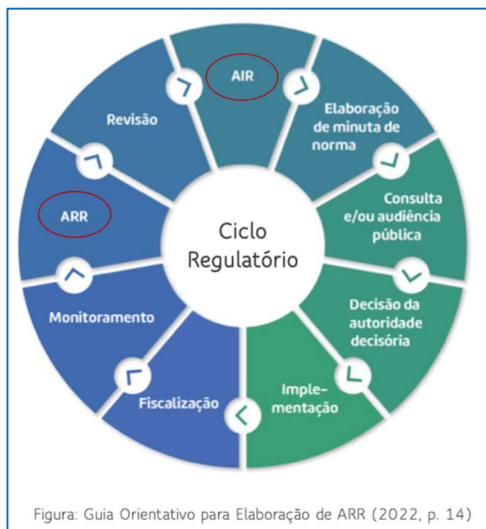 AIR
Elaboração
de minuta de
norma
Consulta
e/ou audiência
pública
Decisão da
autoridade
decisória
Imple-
mentação
Fiscalização
Monitoramento
ARR
Revisão
Ciclo
Regulatório
Figura: Guia Orientativo para Elaboração de ARR (2022, p. 14)